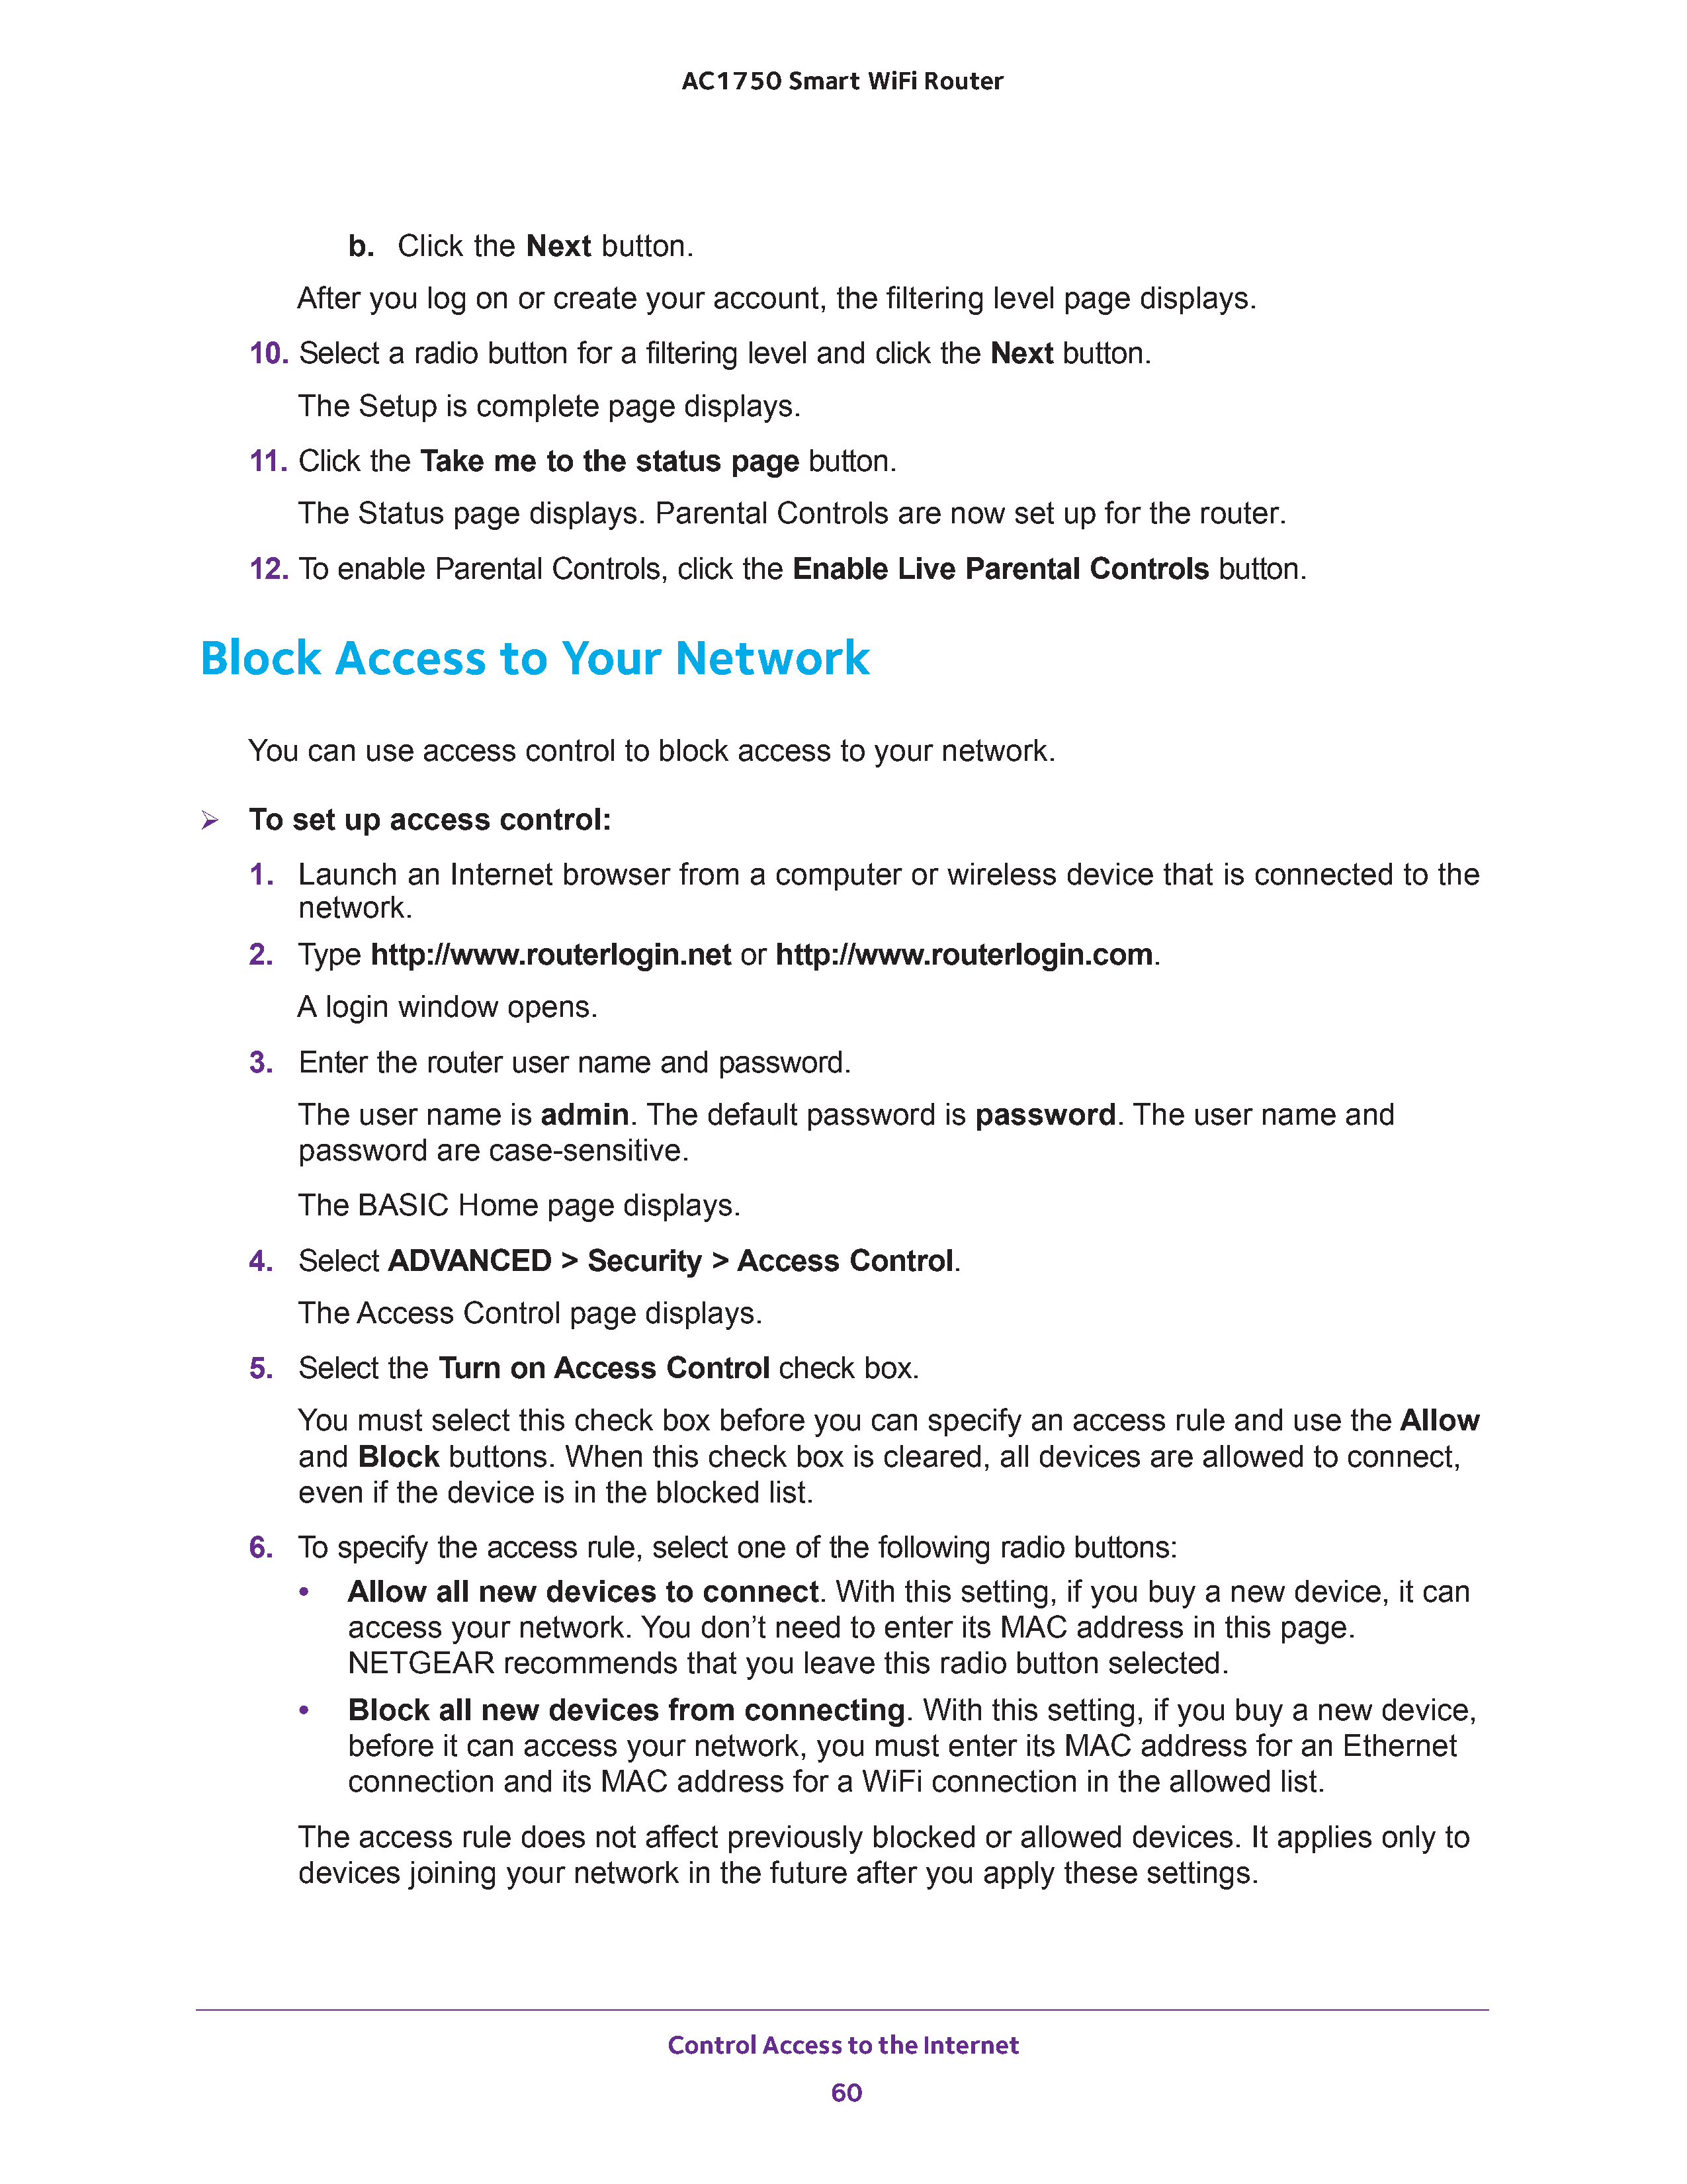 AC1750 Smart WiFi Router
b. Click the Next button.
After you log on or create your account, the filtering level page displays.
10. Select a radio button for a filtering level and click the Next button.
The Setup is complete page displays.
11. Click the Take me to the status page button.
The Status page displays. Parental Controls are now set up for the router.
12. To enable Parental Controls, click the Enable Live Parental Controls button.
Block Access to Your Network
You can use access control to block access to your network.
➢ To set up access control:
1. Launch an Internet browser from a computer or wireless device that is connected to the
network.
2. Type http://www.routerlogin.net or http://www.routerlogin.com.
A login window opens.
3. Enter the router user name and password.
The user name is admin. The default password is password. The user name and
password are case-sensitive.
The BASIC Home page displays.
4. Select ADVANCED > Security > Access Control.
The Access Control page displays.
5. Select the Turn on Access Control check box.
You must select this check box before you can specify an access rule and use the Allow
and Block buttons. When this check box is cleared, all devices are allowed to connect,
even if the device is in the blocked list.
6. To specify the access rule, select one of the following radio buttons:
• Allow all new devices to connect. With this setting, if you buy a new device, it can
access your network. You don’t need to enter its MAC address in this page.
NETGEAR recommends that you leave this radio button selected.
• Block all new devices from connecting. With this setting, if you buy a new device,
before it can access your network, you must enter its MAC address for an Ethernet
connection and its MAC address for a WiFi connection in the allowed list.
The access rule does not affect previously blocked or allowed devices. It applies only to
devices joining your network in the future after you apply these settings.
Control Access to the Internet
60